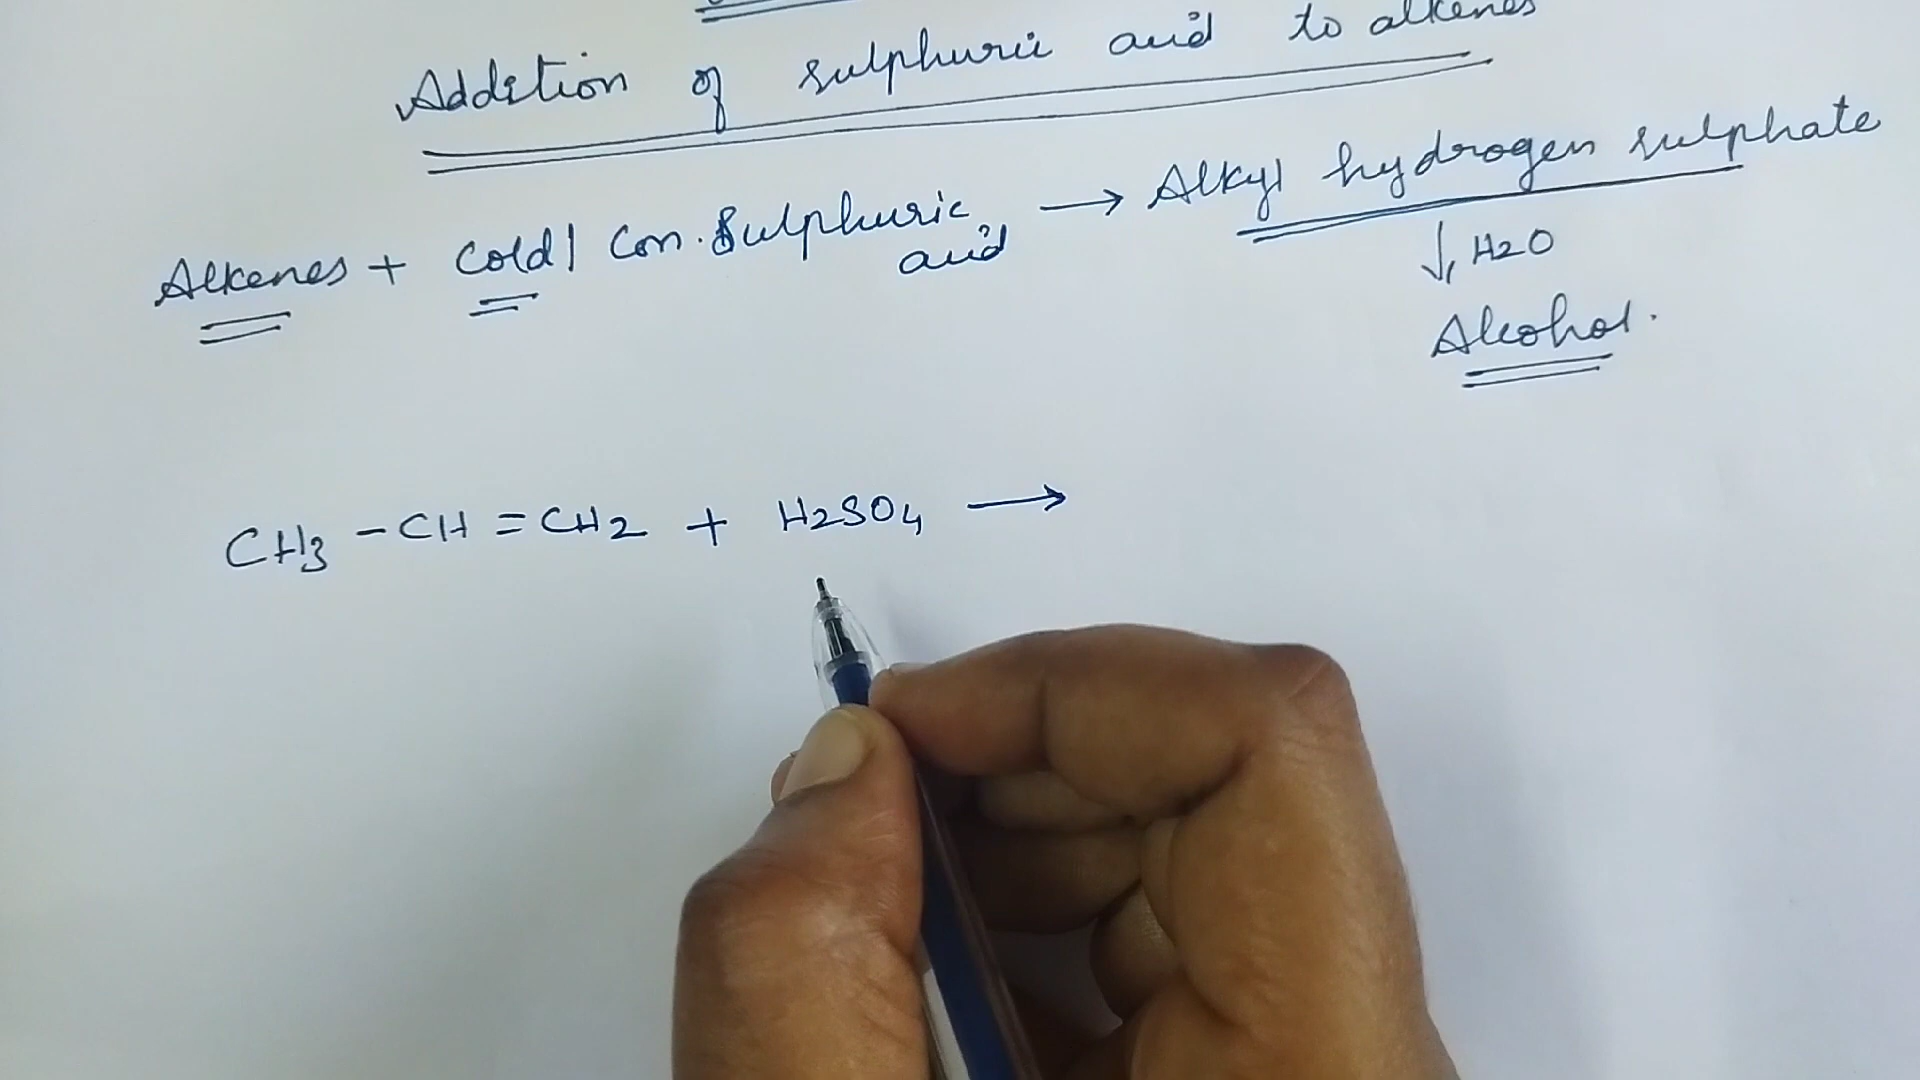 Addition of sulphuric acid to alkenes
Alkenes + Cold | Con. Sulphuric acid → Alkyl hydrogen sulphate
↓ H2O
Alcohol.
CH3 - CH = CH2 + H2SO4 →